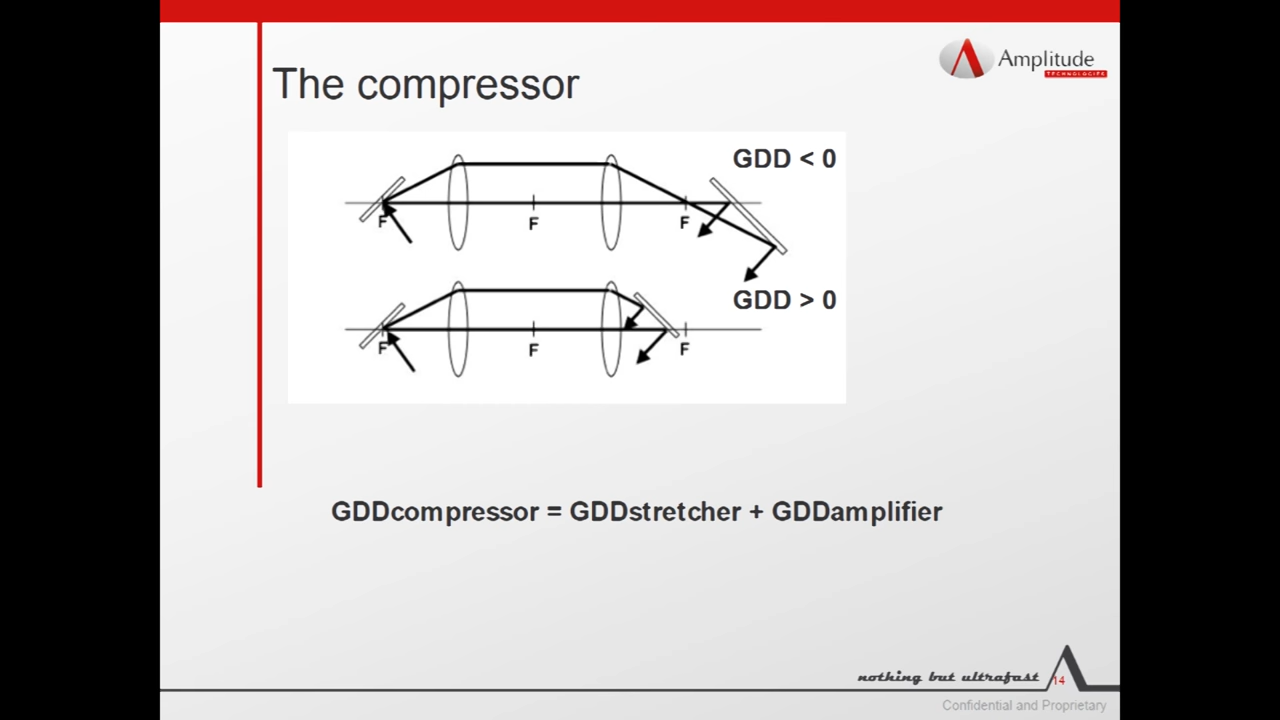 Amplitude
TECHNOLOGIES
The compressor
GDD < 0
F
F
F
GDD > 0
F
F
F
GDDcompressor = GDDstretcher + GDDamplifier
nothing but ultrafast
14
Confidential and Proprietary